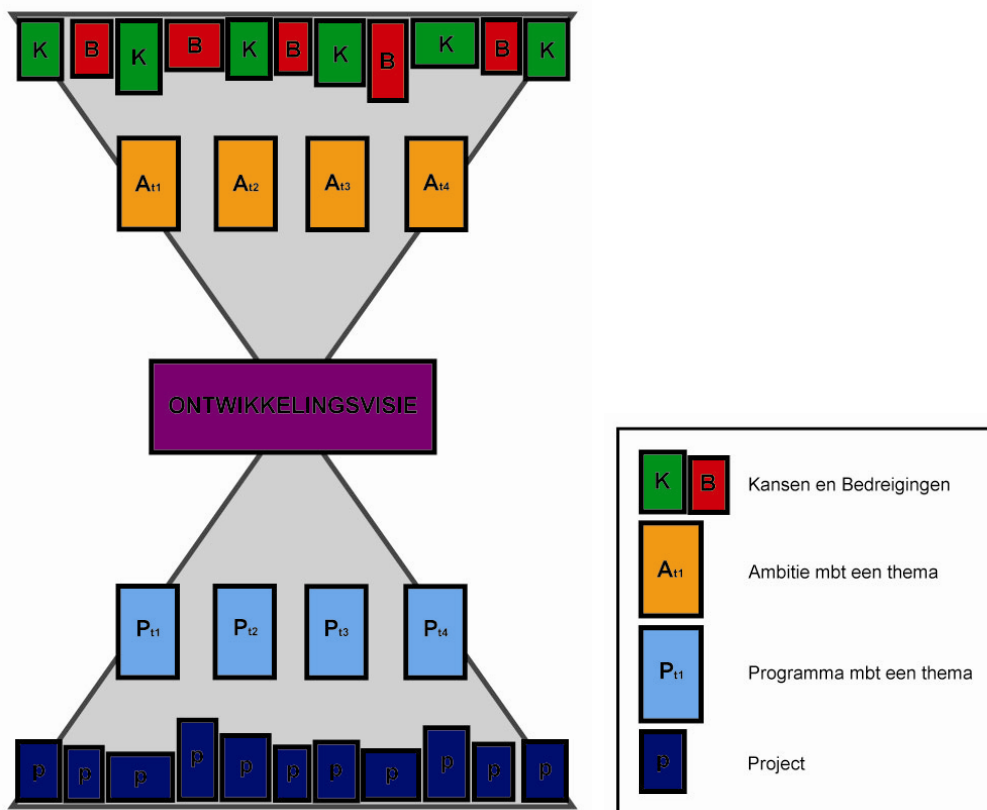 K B K B K B K B K B K
At1 At2 At3 At4
ONTWIKKELINGSVISIE
Pt1 Pt2 Pt3 Pt4
p p p p p p p p p p p
K B Kansen en Bedreigingen
At1 Ambitie mbt een thema
Pt1 Programma mbt een thema
p Project